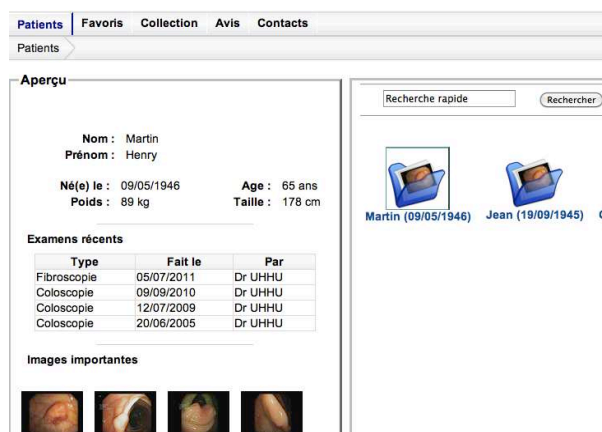 Patients Favoris Collection Avis Contacts
Patients
Aperçu
Nom : Martin
Prénom : Henry
Né(e) le : 09/05/1946 Age : 65 ans
Poids : 89 kg Taille : 178 cm
Examens récents
Type Fait le Par
Fibroscopie 05/07/2011 Dr UHHU
Coloscopie 09/09/2010 Dr UHHU
Coloscopie 12/07/2009 Dr UHHU
Coloscopie 20/06/2005 Dr UHHU
Images importantes
Recherche rapide Rechercher
Martin (09/05/1946) Jean (19/09/1945)